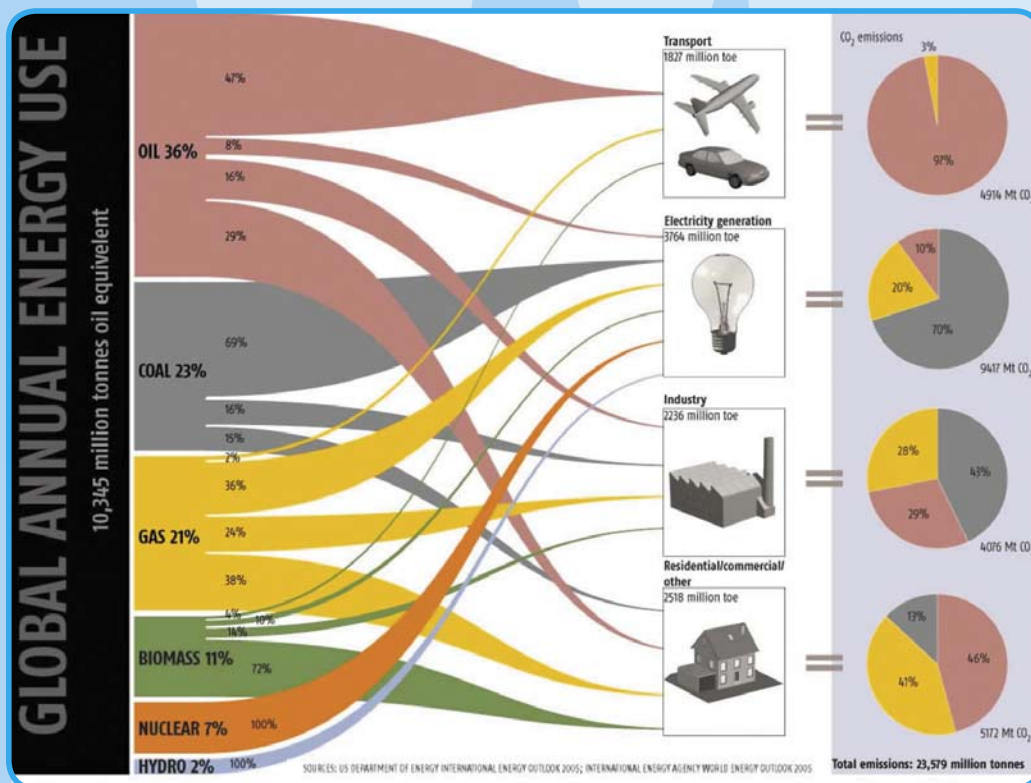 GLOBAL ANNUAL ENERGY USE
10,345 million tonnes oil equivelent
OIL 36%
47%
8%
16%
29%
COAL 23%
69%
16%
15%
GAS 21%
2%
36%
24%
38%
BIOMASS 11%
4%
10%
14%
72%
NUCLEAR 7%
100%
HYDRO 2%
100%
Transport
1827 million toe
Electricity generation
3764 million toe
Industry
2236 million toe
Residential/commercial/
other
2518 million toe
CO2 emissions
3%
97%
4914 Mt CO
10%
20%
70%
9417 Mt CO2
28%
43%
29%
4076 Mt CO
13%
46%
41%
5172 Mt CO2
SOURCES: US DEPARTMENT OF ENERGY INTERNATIONAL ENERGY OUTLOOK 2005; INTERNATIONAL ENERGY AGENCY WORLD ENERGY OUTLOOK 2005
Total emissions: 23,579 million tonnes